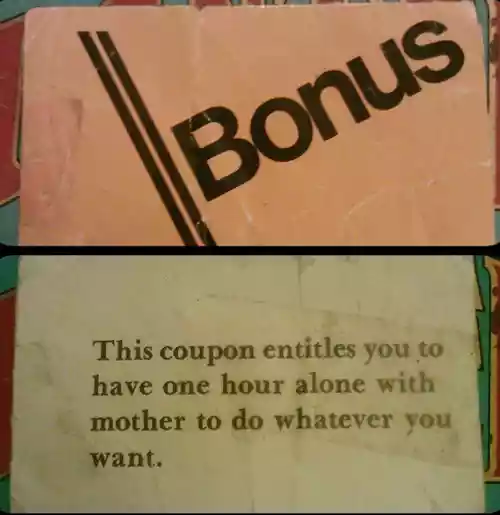 Bonus
This coupon entitles you to
have one hour alone with
mother to do whatever you
want.